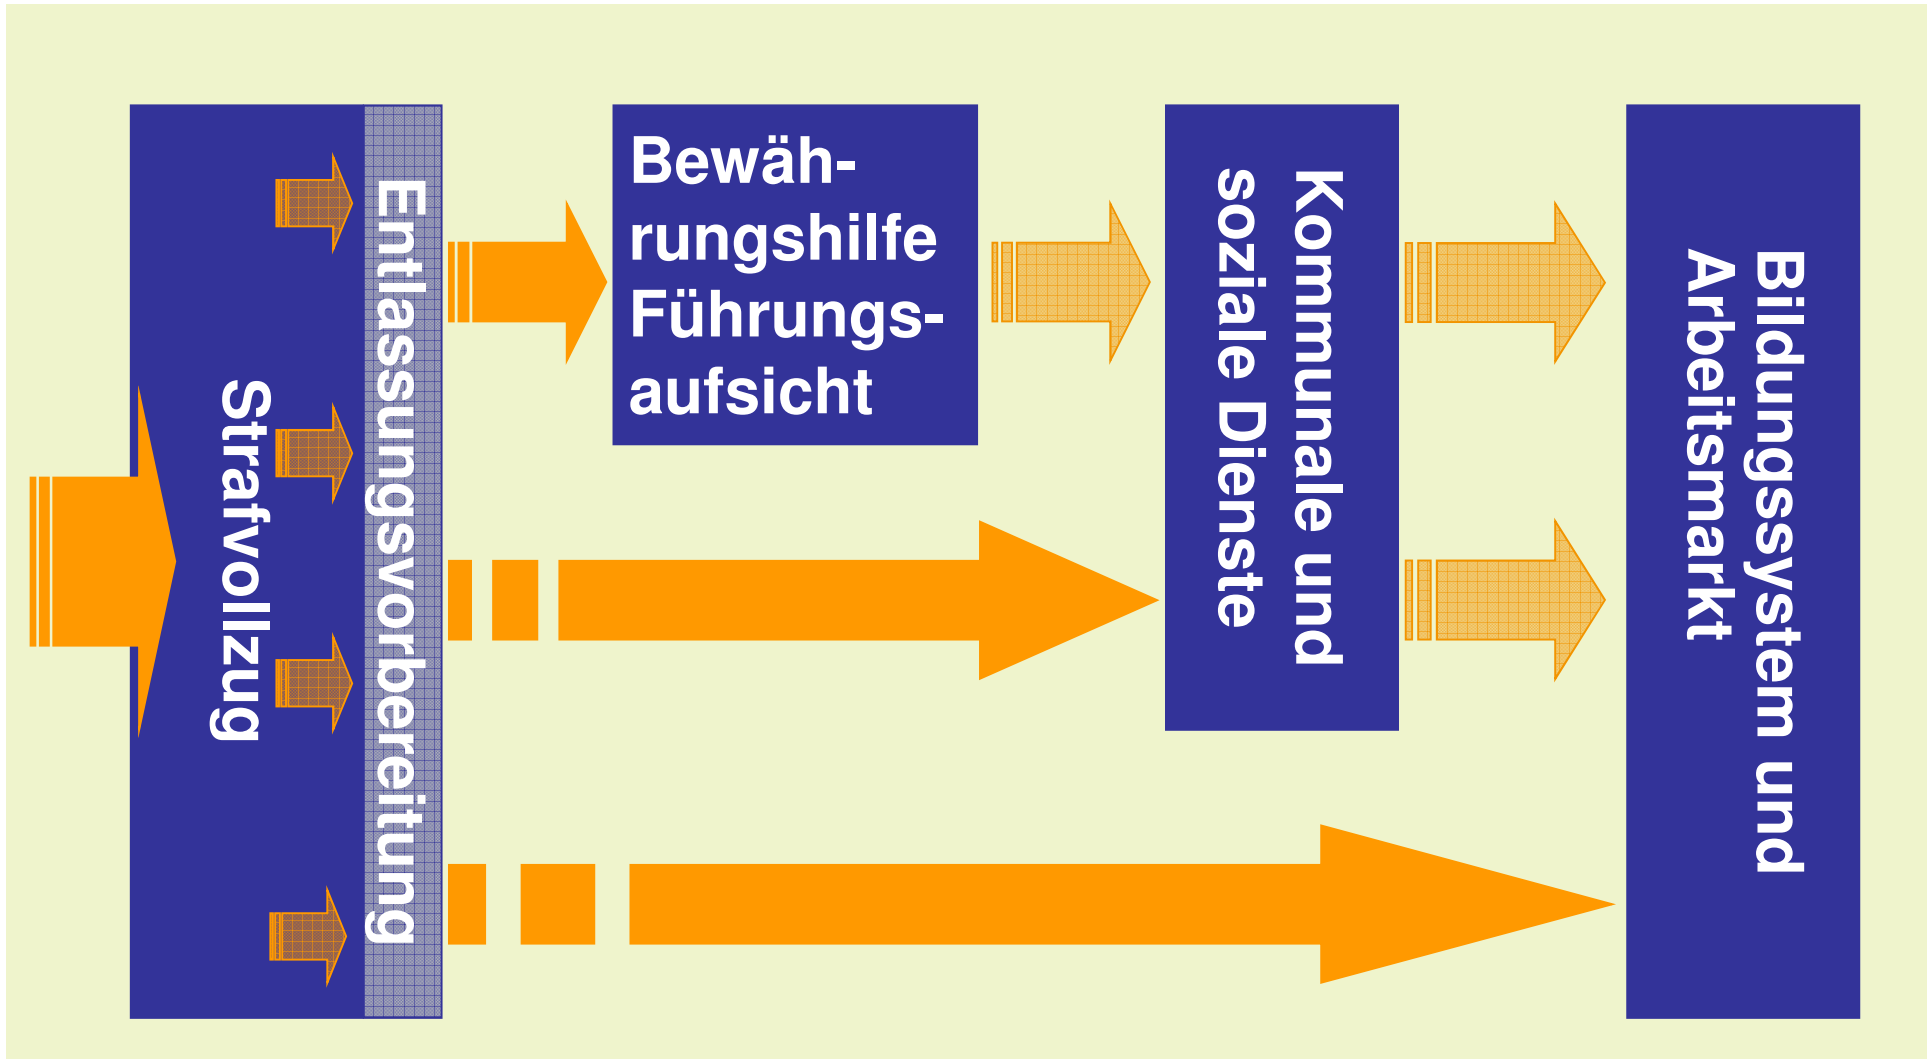 Strafvollzug
Entlassungsvorbereitung
Bewäh-
rungshilfe
Führungs-
aufsicht
Kommunale und
soziale Dienste
Bildungssystem und
Arbeitsmarkt